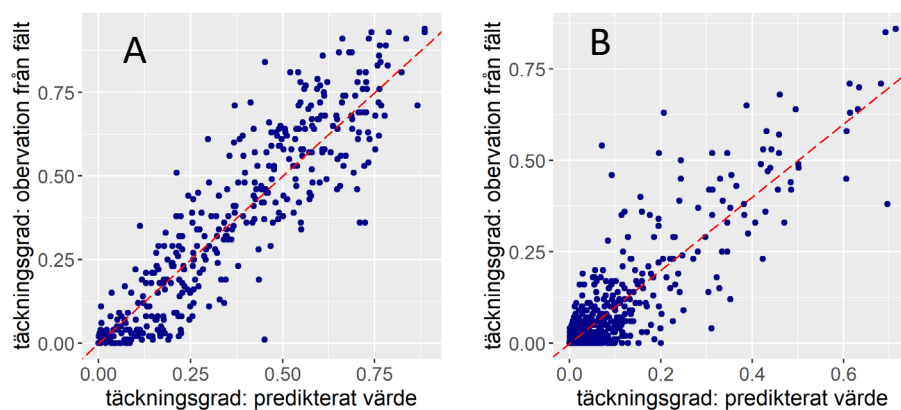 A
täckningsgrad: obervation från fält
0.75
0.50
0.25
0.00
0.00 0.25 0.50 0.75
täckningsgrad: predikterat värde
B
täckningsgrad: obervation från fält
0.75
0.50
0.25
0.00
0.0 0.2 0.4 0.6
täckningsgrad: predikterat värde